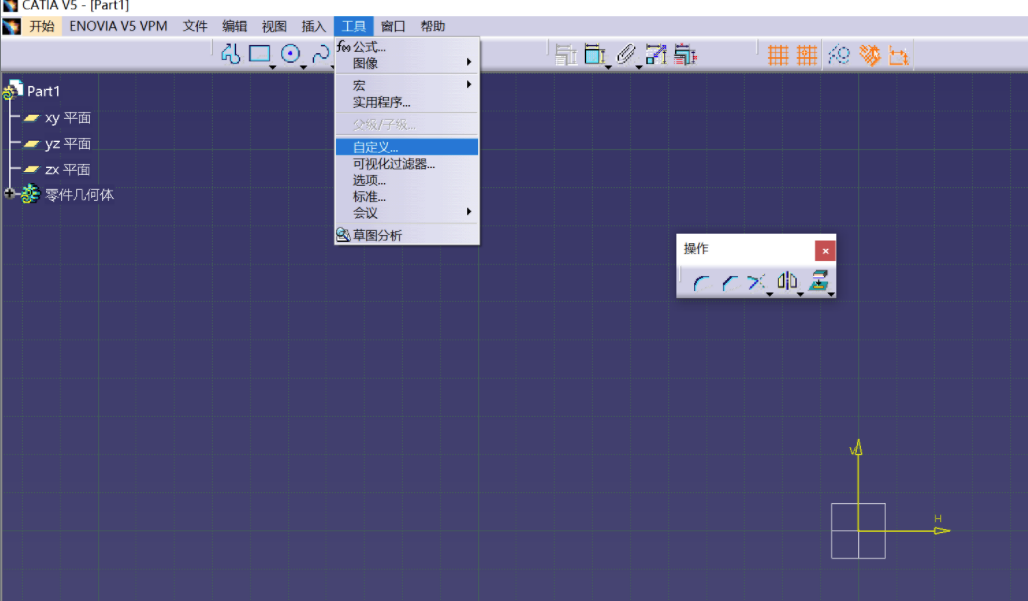 CATIA V5 - [Part1]
开始 ENOVIA V5 VPM 文件 编辑 视图 插入 工具 窗口 帮助
公式...
图像
宏
实用程序...
父级/子级...
自定义...
可视化过滤器...
选项...
标准...
会议
草图分析
Part1
xy 平面
yz 平面
zx 平面
零件几何体
操作
V
H